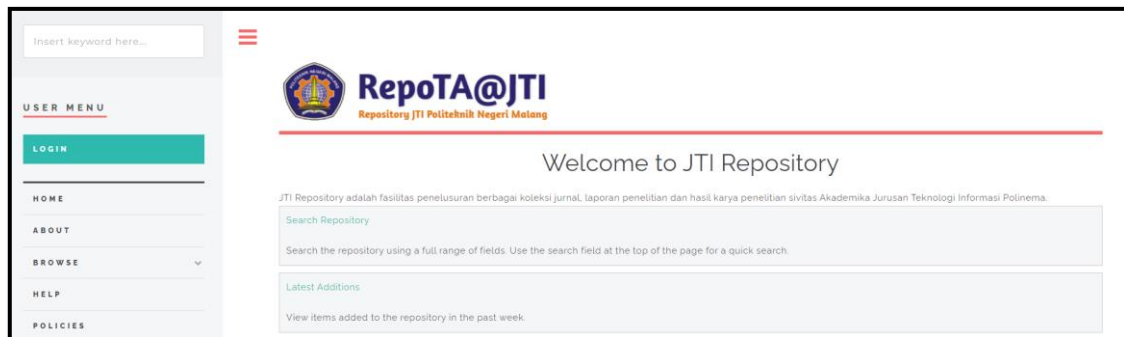 Insert keyword here...
USER MENU
LOGIN
HOME
ABOUT
BROWSE
HELP
POLICIES
RepoTA@JTI
Repository JTI Politeknik Negeri Malang
Welcome to JTI Repository
JTI Repository adalah fasilitas penelusuran berbagai koleksi jurnal, laporan penelitian dan hasil karya penelitian sivitas Akademika Jurusan Teknologi Informasi Polinema.
Search Repository
Search the repository using a full range of fields. Use the search field at the top of the page for a quick search.
Latest Additions
View items added to the repository in the past week.